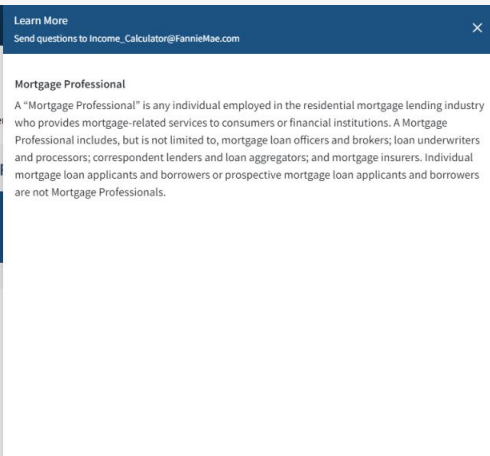 Learn More
Send questions to Income_Calculator@FannieMae.com
Mortgage Professional
A “Mortgage Professional” is any individual employed in the residential mortgage lending industry
who provides mortgage-related services to consumers or financial institutions. A Mortgage
Professional includes, but is not limited to, mortgage loan officers and brokers; loan underwriters
and processors; correspondent lenders and loan aggregators; and mortgage insurers. Individual
mortgage loan applicants and borrowers or prospective mortgage loan applicants and borrowers
are not Mortgage Professionals.